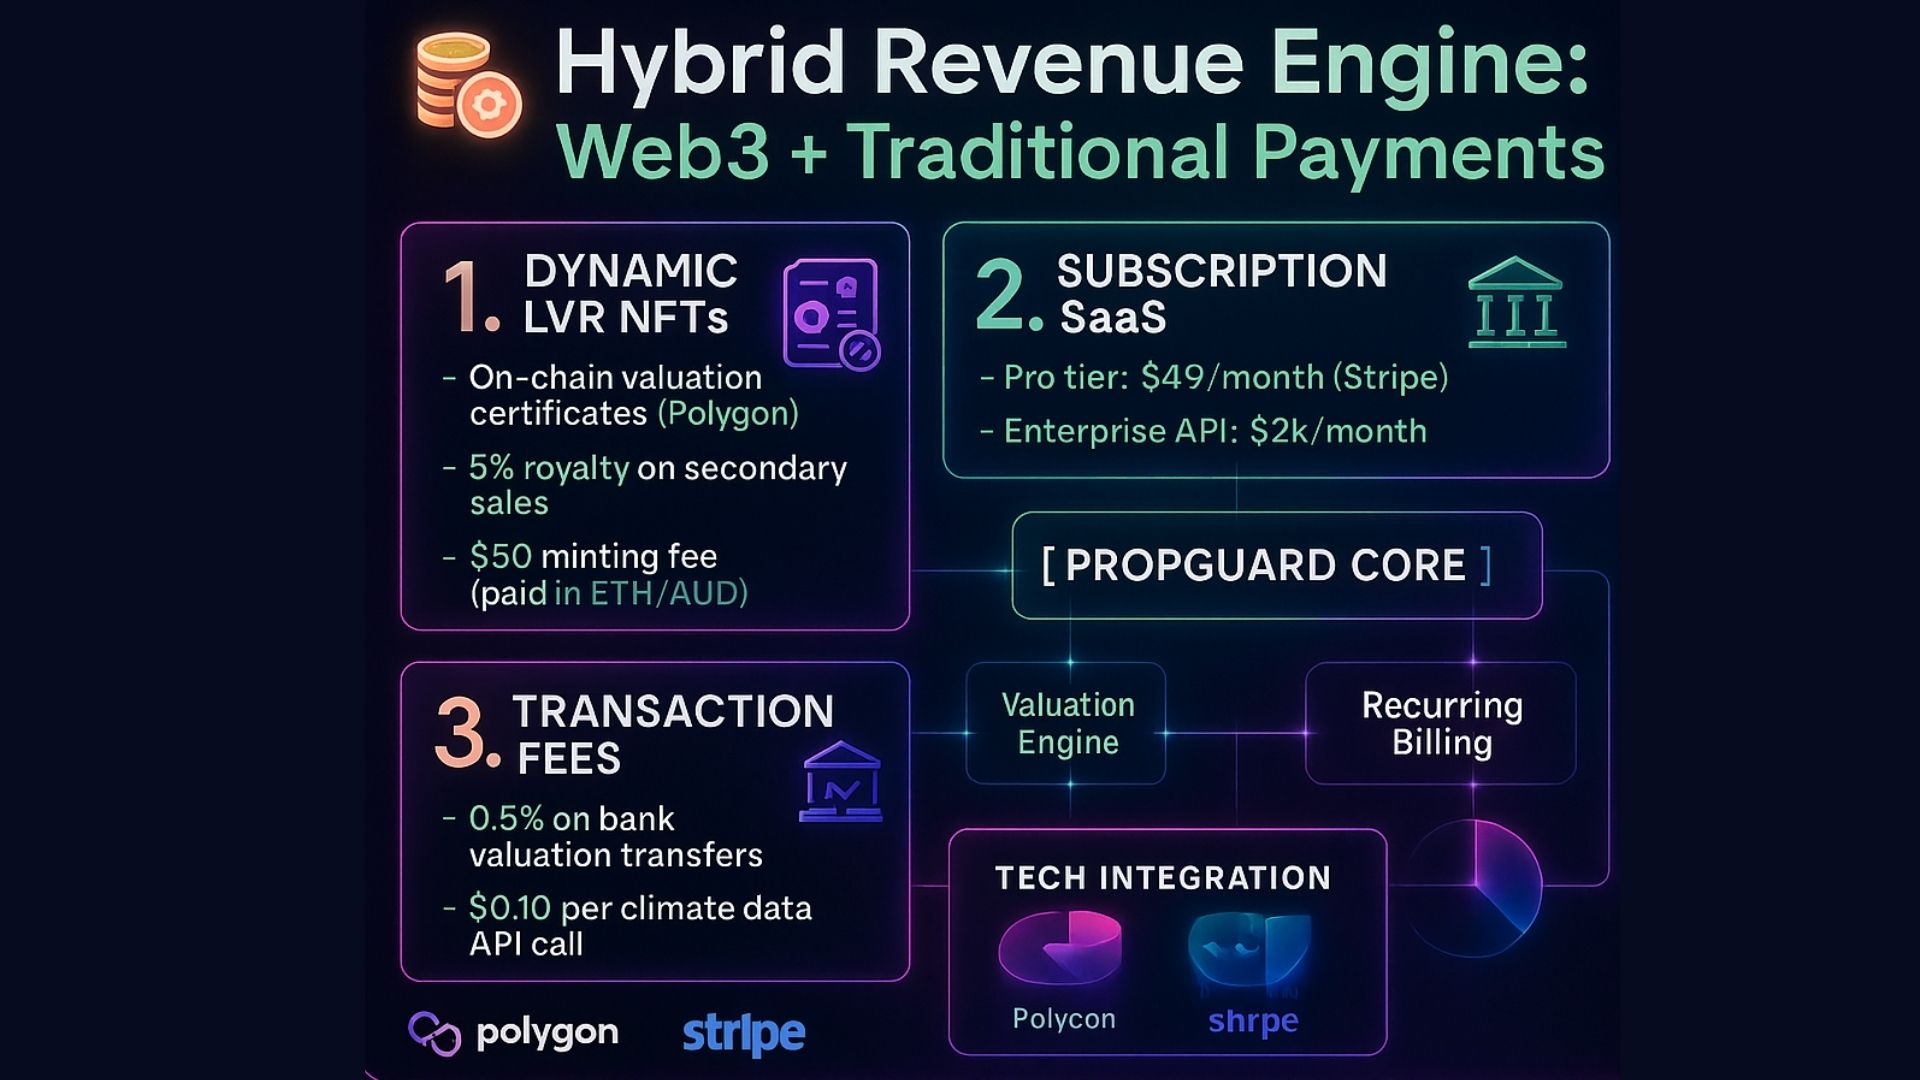 Hybrid Revenue Engine:
Web3 + Traditional Payments
1. DYNAMIC
LVR NFTs
- On-chain valuation
certificates (Polygon)
- 5% royalty on secondary
sales
- $50 minting fee
(paid in ETH/AUD)
2. SUBSCRIPTION
SaaS
- Pro tier: $49/month (Stripe)
- Enterprise API: $2k/month
[ PROPGUARD CORE ]
Valuation
Engine
Recurring
Billing
3. TRANSACTION
FEES
- 0.5% on bank
valuation transfers
- $0.10 per climate data
API call
TECH INTEGRATION
Polycon
shrpe
polygon
strIpe